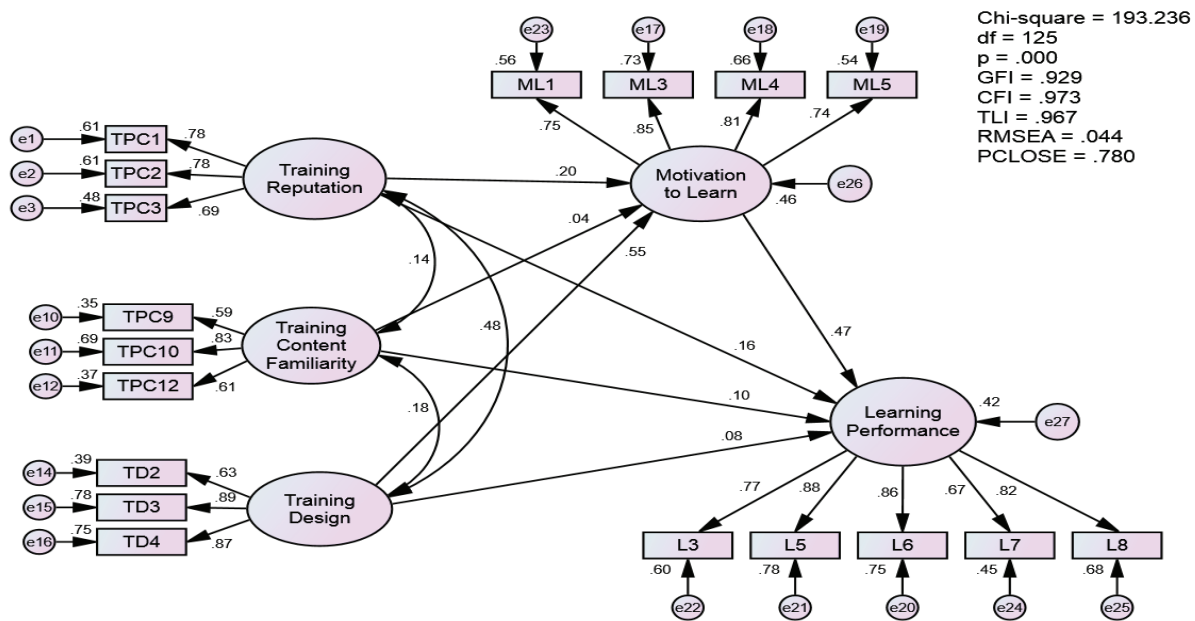 Chi-square = 193.236
df = 125
p = .000
GFI = .929
CFI = .973
TLI = .967
RMSEA = .044
PCLOSE = .780
e23
e17
e18
e19
.56
.73
.66
.54
ML1
ML3
ML4
ML5
.75
.85
.81
.74
e1
.61
TPC1
.78
e2
.61
TPC2
.78
e3
.48
TPC3
.69
Training
Reputation
.20
Motivation
to Learn
.46
e26
.04
.55
.14
.48
.18
e10
.35
TPC9
.59
e11
.69
TPC10
.83
e12
.37
TPC12
.61
Training
Content
Familiarity
.47
.16
.10
.08
Learning
Performance
.42
e27
e14
.39
TD2
.63
e15
.78
TD3
.89
e16
.75
TD4
.87
Training
Design
.77
.88
.86
.67
.82
L3
L5
L6
L7
L8
.60
.78
.75
.45
.68
e22
e21
e20
e24
e25